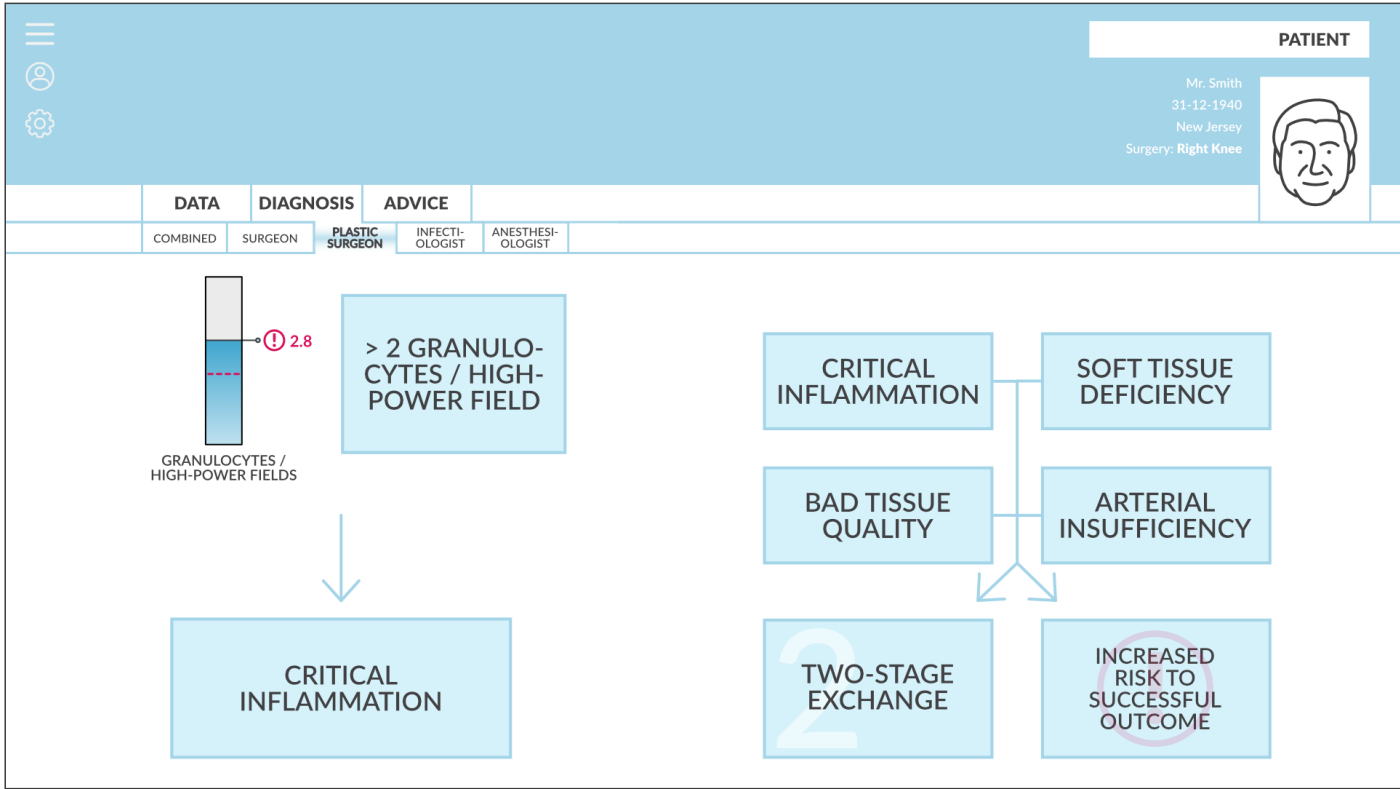 PATIENT
Mr. Smith
31-12-1940
New Jersey
Surgery: Right Knee
DATA
DIAGNOSIS
ADVICE
COMBINED
SURGEON
PLASTIC
SURGEON
INFECTI-
OLOGIST
ANESTHESI-
OLOGIST
2.8
GRANULOCYTES /
HIGH-POWER FIELDS
> 2 GRANULO-
CYTES / HIGH-
POWER FIELD
CRITICAL
INFLAMMATION
CRITICAL
INFLAMMATION
SOFT TISSUE
DEFICIENCY
BAD TISSUE
QUALITY
ARTERIAL
INSUFFICIENCY
2
TWO-STAGE
EXCHANGE
INCREASED
RISK TO
SUCCESSFUL
OUTCOME